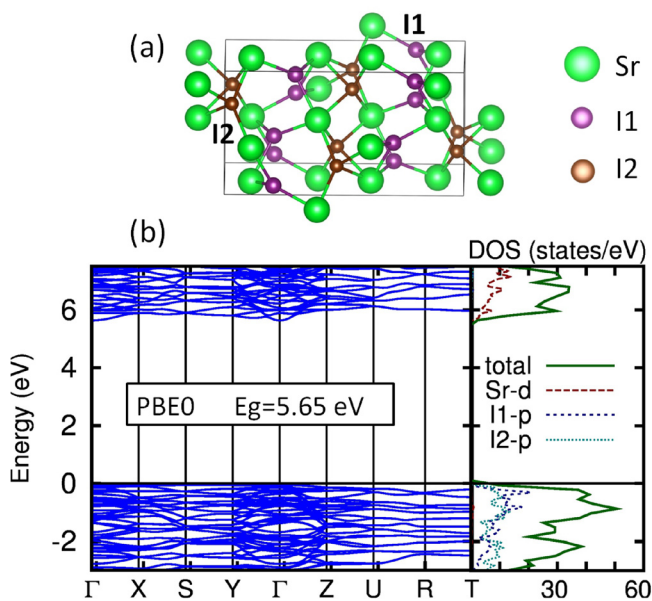 (a)
I1
I2
Sr
I1
I2
(b)
DOS (states/eV)
Energy (eV)
6
4
2
0
-2
PBE0 Eg=5.65 eV
total
Sr-d
I1-p
I2-p
Γ X S Y Γ Z U R T 30 60